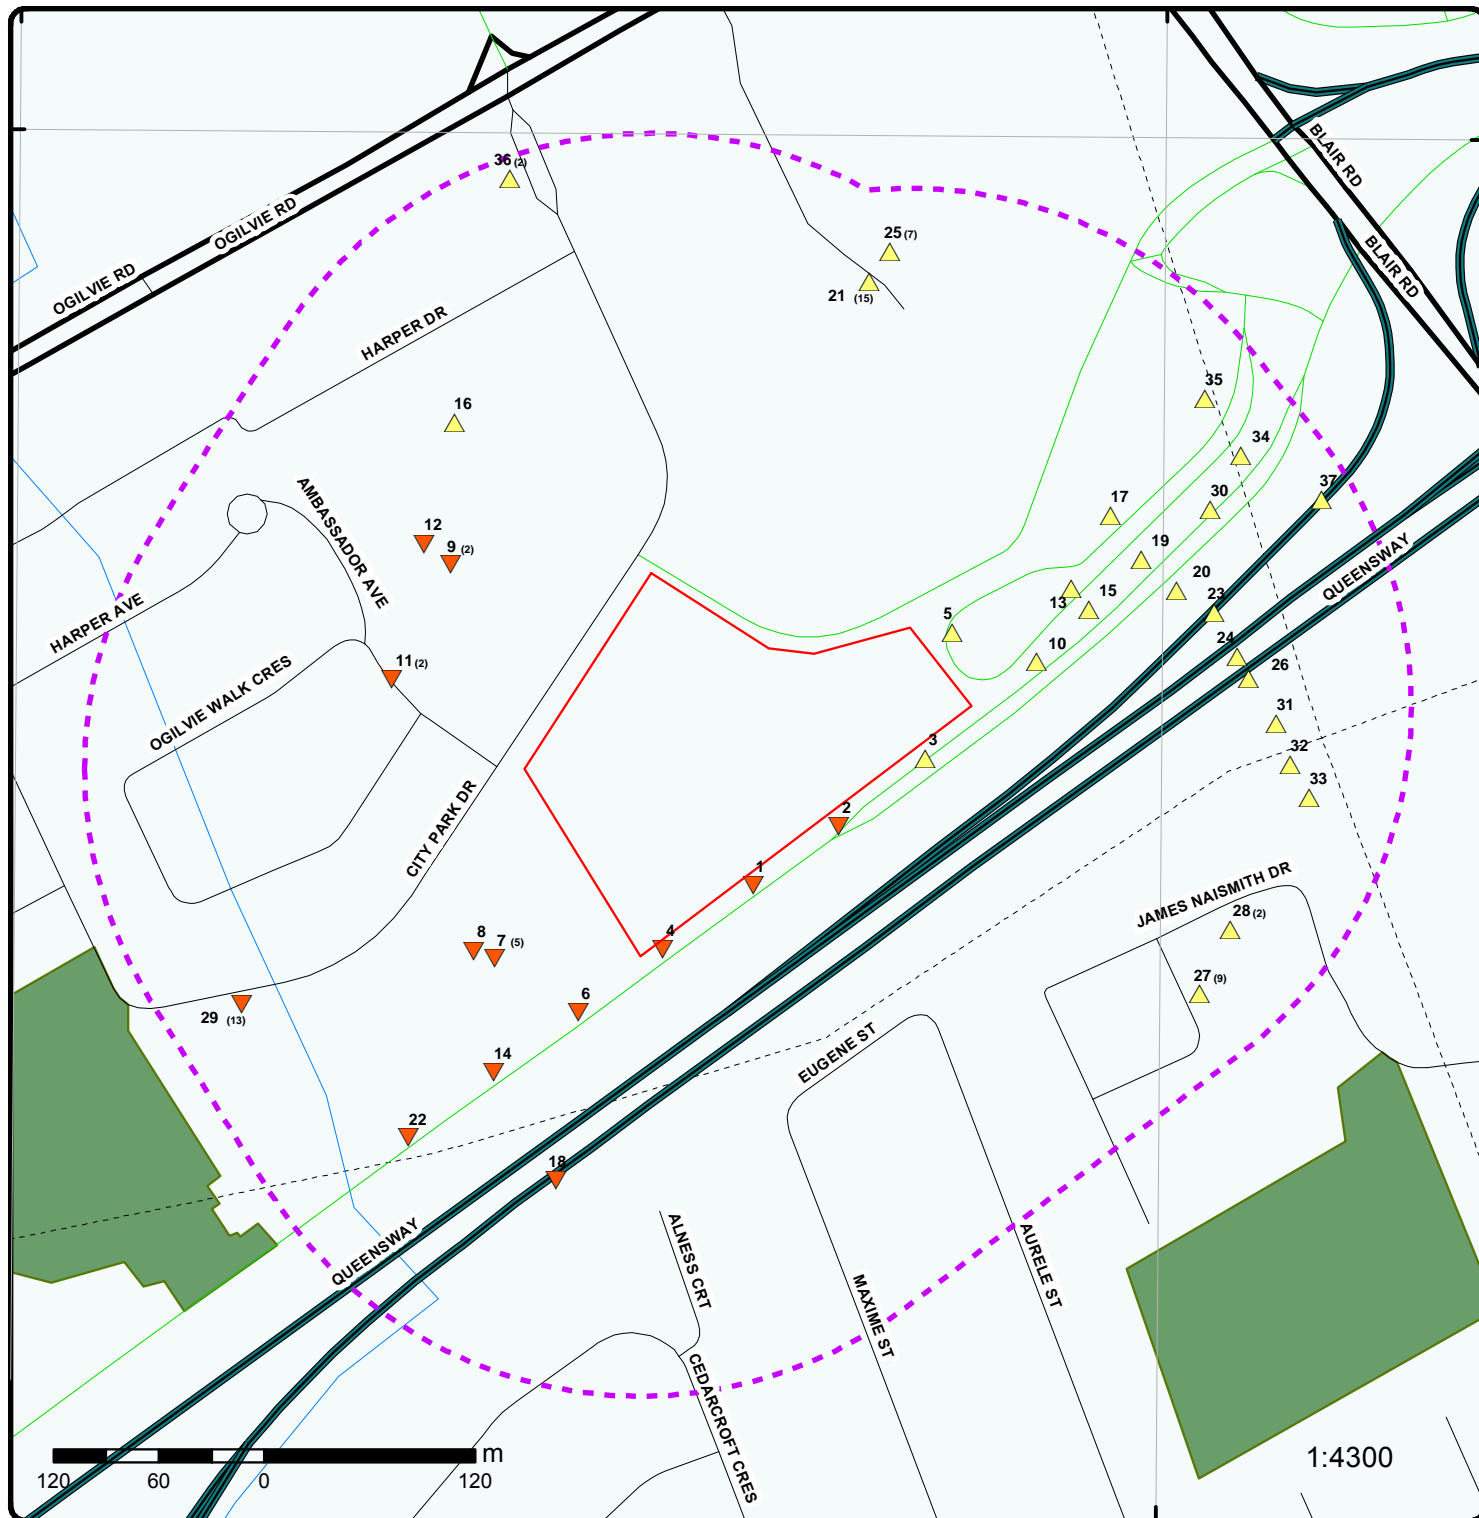 BLAIR RD
36 (2)
OGILVIE RD
25 (7)
BLAIR RD
OGILVIE RD
21 (15)
HARPER DR
35
16
34
AMBASSADOR AVE
37
17
30
12
9 (2)
19
QUEENSWAY
20
13
15
HARPER AVE
23
5
24
10
11 (2)
26
OGILVIE WALK CRES
31
3
32
33
CITY PARK DR
2
1
JAMES NAISMITH DR
28 (2)
8
4
7 (5)
27 (9)
6
29 (13)
EUGENE ST
14
22
18
QUEENSWAY
ALNESS CRT
AURELE ST
MAXIME ST
CEDARCROFT CRES
m
1:4300
120 60 0 120